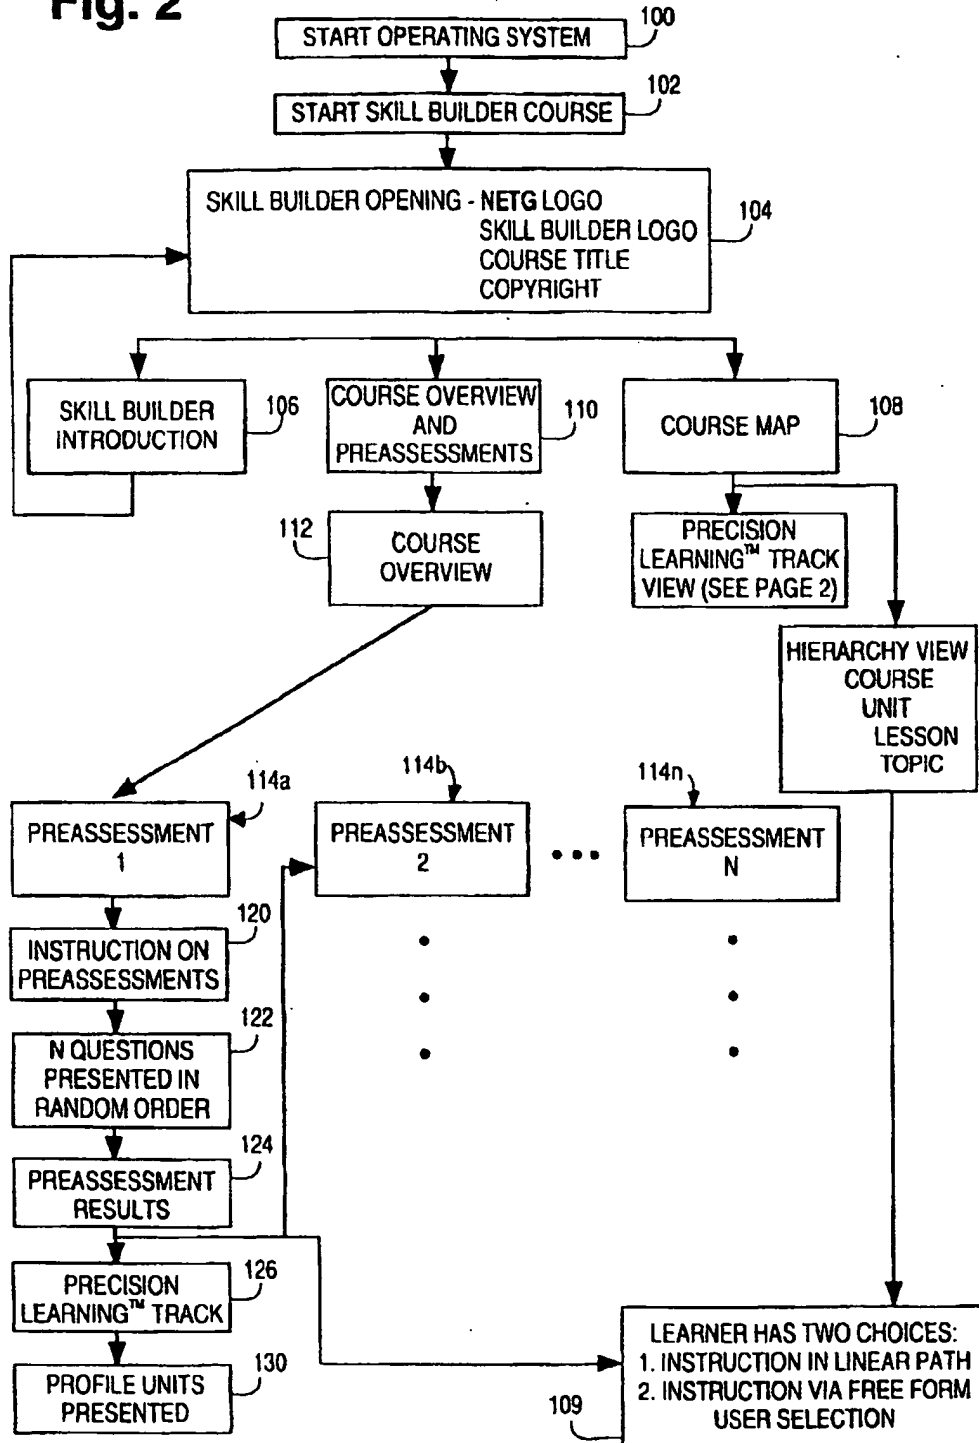 Fig. 2
START OPERATING SYSTEM
100
START SKILL BUILDER COURSE
102
SKILL BUILDER OPENING - NETG LOGO
SKILL BUILDER LOGO
COURSE TITLE
COPYRIGHT
104
SKILL BUILDER
INTRODUCTION
106
COURSE OVERVIEW
AND
PREASSESSMENTS
110
COURSE MAP
108
112
COURSE
OVERVIEW
PRECISION
LEARNING™ TRACK
VIEW (SEE PAGE 2)
HIERARCHY VIEW
COURSE
UNIT
LESSON
TOPIC
114a
PREASSESSMENT
1
114b
PREASSESSMENT
2
114n
PREASSESSMENT
N
120
INSTRUCTION ON
PREASSESSMENTS
122
N QUESTIONS
PRESENTED IN
RANDOM ORDER
124
PREASSESSMENT
RESULTS
126
PRECISION
LEARNING™ TRACK
130
PROFILE UNITS
PRESENTED
LEARNER HAS TWO CHOICES:
1. INSTRUCTION IN LINEAR PATH
2. INSTRUCTION VIA FREE FORM
USER SELECTION
109